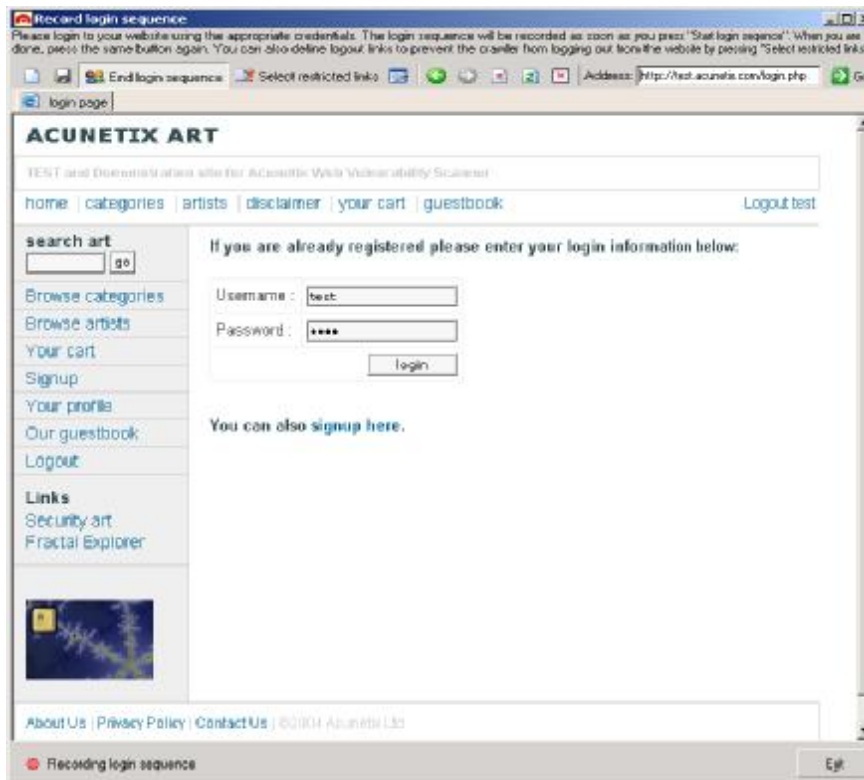 Record login sequence
Please login to your website using the appropriate credentials. The login sequence will be recorded as soon as you press "Start login seqence". When you are
done, press the same button again. You can also define logout links to prevent the crawler from logging out from the website by pressing "Select restricted link
End login sequence Select restricted links Address: http://test.acunetix.com/login.php G
login page
ACUNETIX ART
TEST and Demonstration site for Acunetix Web Vulnerability Scanner
home | categories | artists | disclaimer | your cart | guestbook Logout test
search art
go
If you are already registered please enter your login information below:
Username : test
Password : ••••
login
You can also signup here.
Browse categories
Browse artists
Your cart
Signup
Your profile
Our guestbook
Logout
Links
Security art
Fractal Explorer
About Us | Privacy Policy | Contact Us | ©2004 Acunetix Ltd
Recording login sequence Exit